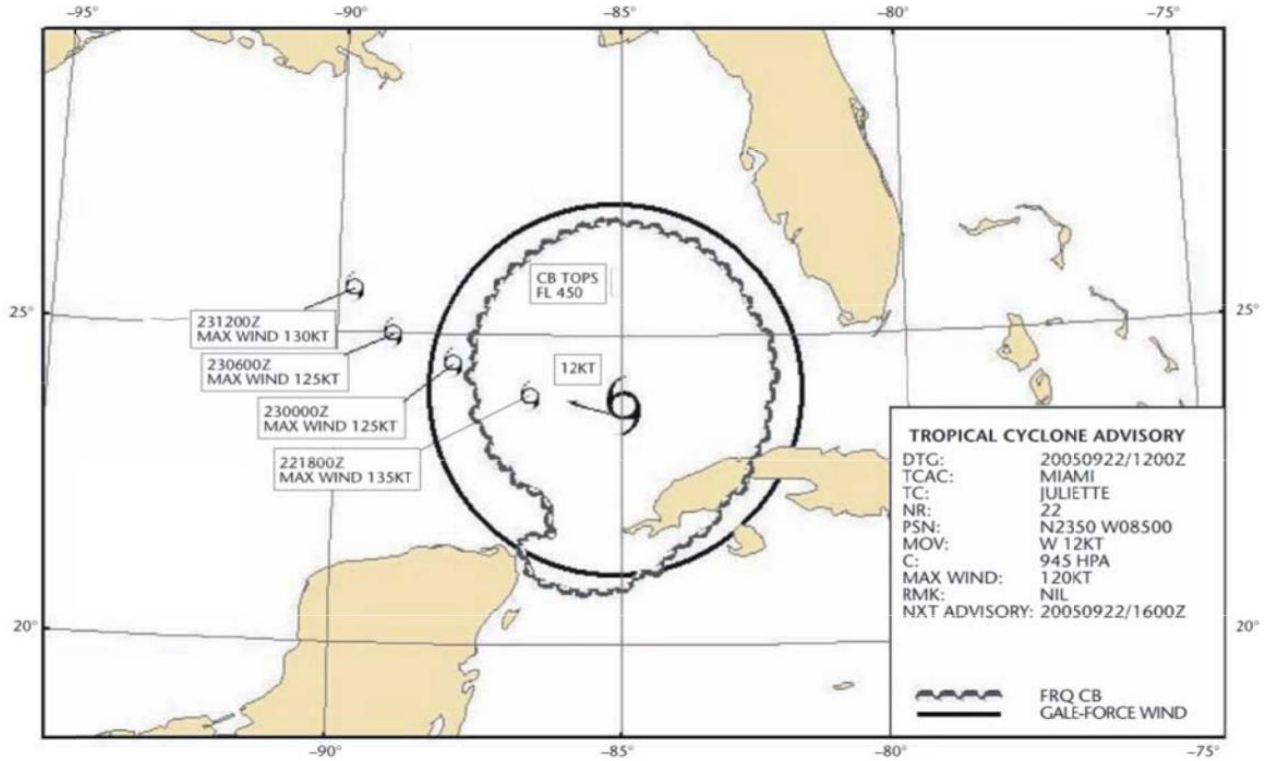 −95°
−90°
−85°
−80°
−75°
CB TOPS
FL 450
25°
25°
231200Z
MAX WIND 130KT
230600Z
MAX WIND 125KT
12KT
230000Z
MAX WIND 125KT
221800Z
MAX WIND 135KT
TROPICAL CYCLONE ADVISORY
DTG: 20050922/1200Z
TCAC: MIAMI
TC: JULIETTE
NR: 22
PSN: N2350 W08500
MOV: W 12KT
C: 945 HPA
MAX WIND: 120KT
RMK: NIL
NXT ADVISORY: 20050922/1600Z
20°
20°
FRQ CB
GALE-FORCE WIND
−90°
−85°
−80°
−75°